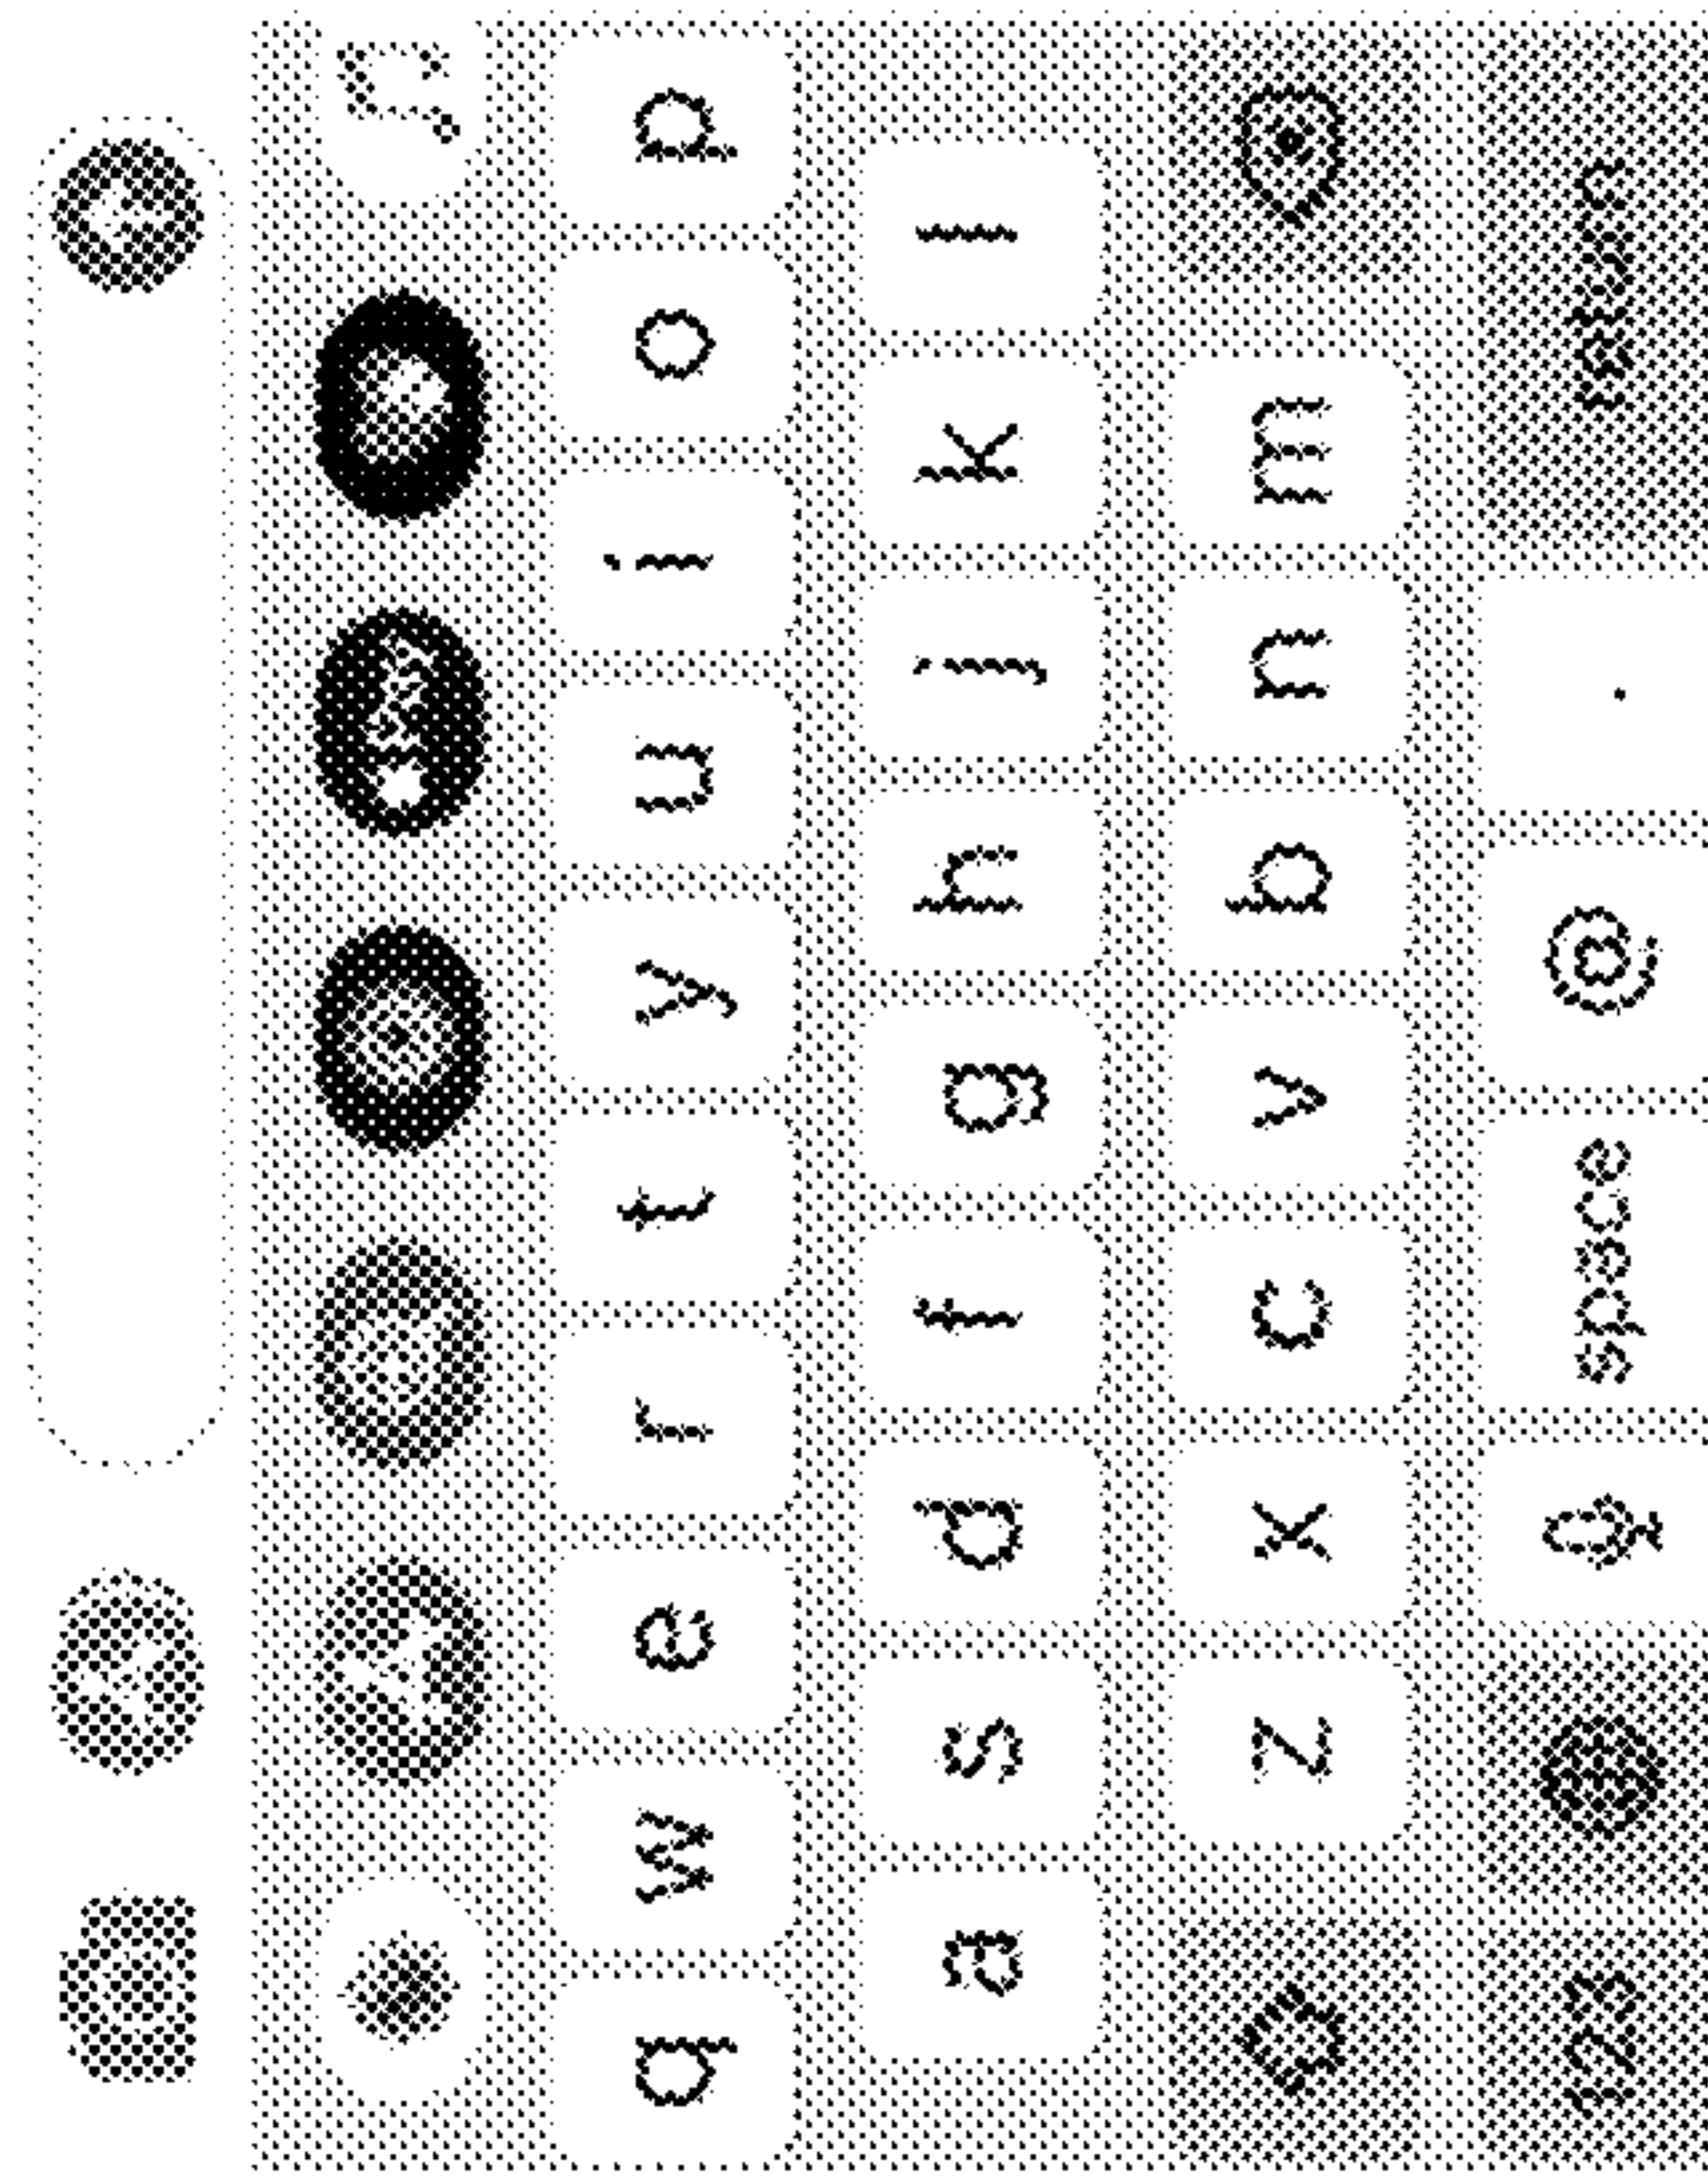 q w e r t y u i o p
a s d f g h j k l
z x c v b n m
123 space @ . return